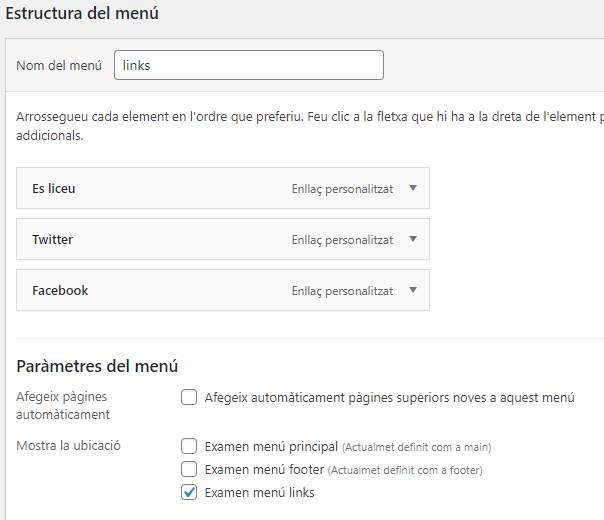 Estructura del menú
Nom del menú links
Arrossegueu cada element en l'ordre que preferiu. Feu clic a la fletxa que hi ha a la dreta de l'element
addicionals.
Es liceu Enllaç personalitzat
Twitter Enllaç personalitzat
Facebook Enllaç personalitzat
Paràmetres del menú
Afegeix pàgines
automàticament
Afegeix automàticament pàgines superiors noves a aquest menú
Mostra la ubicació
Examen menú principal (Actualmet definit com a main)
Examen menú footer (Actualmet definit com a footer)
Examen menú links